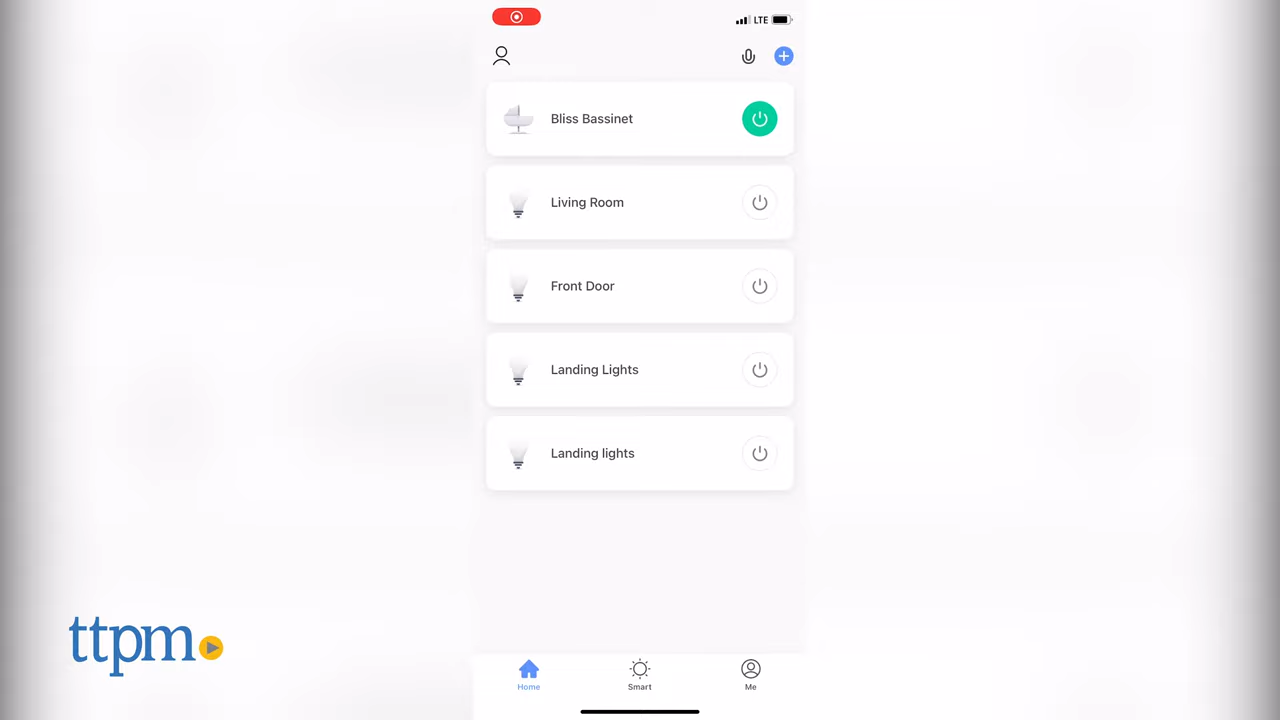 LTE
Bliss Bassinet
Living Room
Front Door
Landing Lights
Landing lights
ttpm
Home
Smart
Me